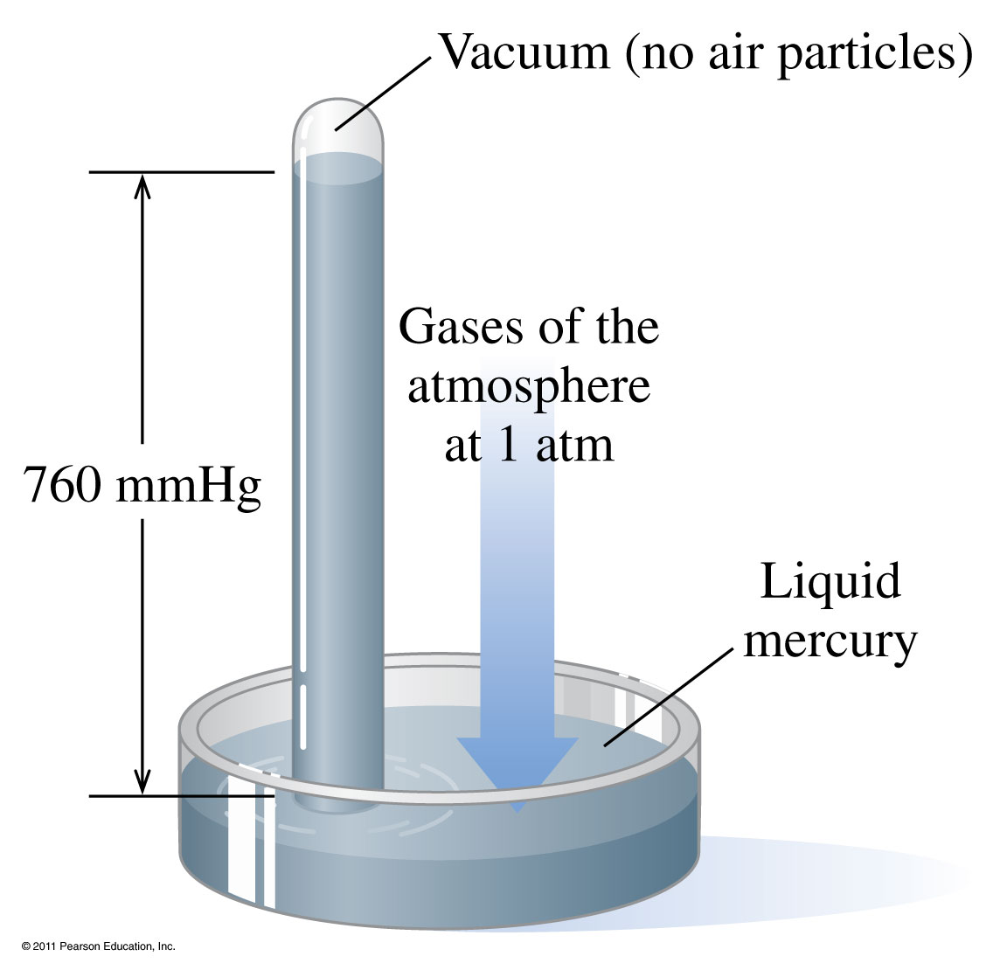 Vacuum (no air particles)
Gases of the
atmosphere
at 1 atm
760 mmHg
Liquid
mercury
© 2011 Pearson Education, Inc.